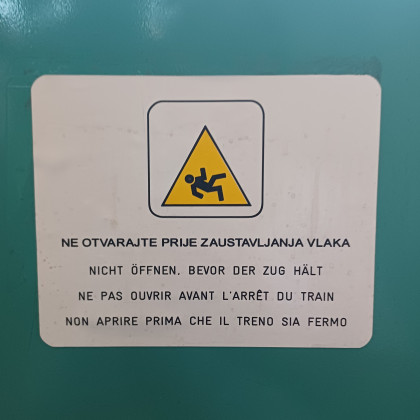 NE OTVARAJTE PRIJE ZAUSTAVLJANJA VLAKA
NICHT ÖFFNEN, BEVOR DER ZUG HÄLT
NE PAS OUVRIR AVANT L'ARRÊT DU TRAIN
NON APRIRE PRIMA CHE IL TRENO SIA FERMO